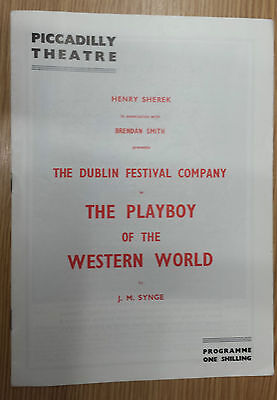 PICCADILLY
THEATRE
HENRY SHEREK
in association with
BRENDAN SMITH
presents
THE DUBLIN FESTIVAL COMPANY
in
THE PLAYBOY
OF THE
WESTERN WORLD
by
J. M. SYNGE
PROGRAMME
ONE SHILLING